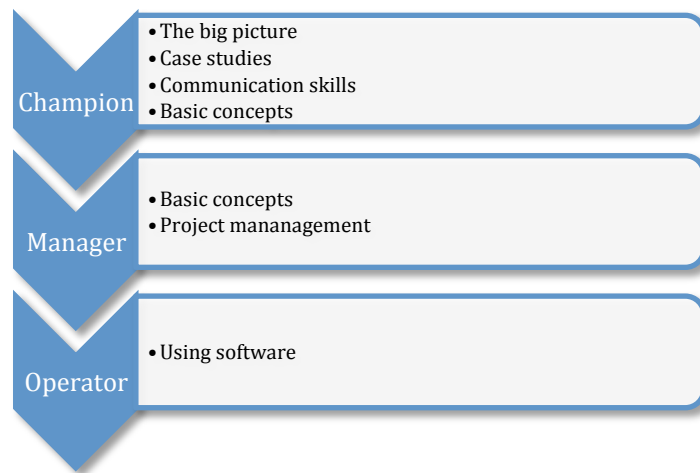 Champion
• The big picture
• Case studies
• Communication skills
• Basic concepts
Manager
• Basic concepts
• Project mananagement
Operator
• Using software